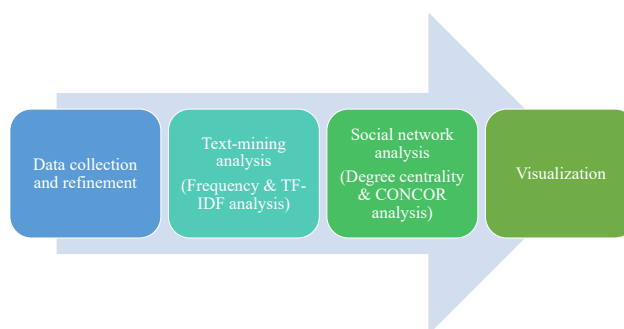 Data collection
and refinement
Text-mining
analysis
(Frequency & TF-
IDF analysis)
Social network
analysis
(Degree centrality
& CONCOR
analysis)
Visualization